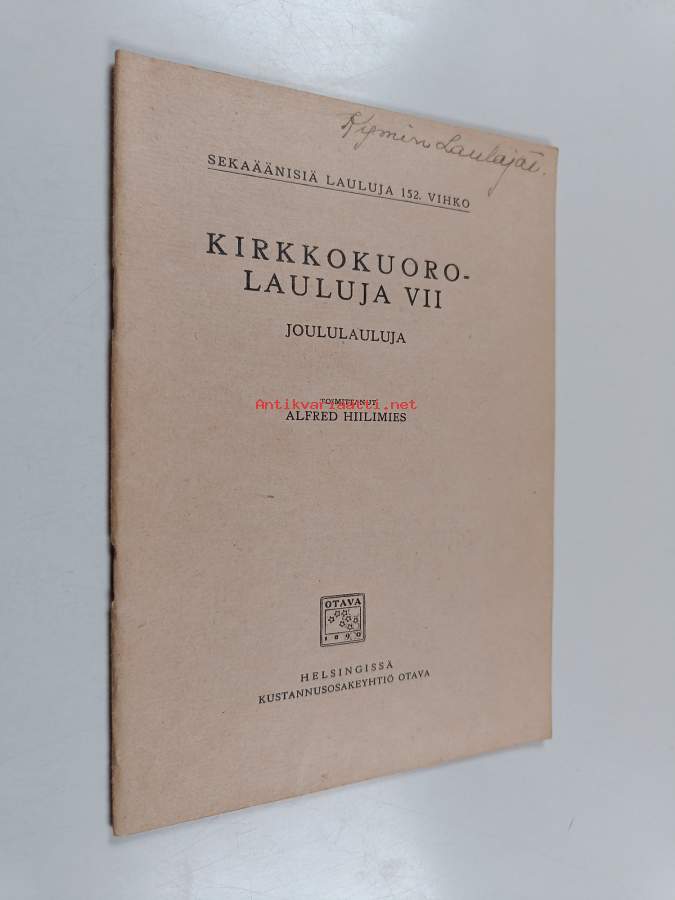 Kymin Laulajat.
SEKAÄÄNISIÄ LAULUJA 152. VIHKO
KIRKKOKUORO-
LAULUJA VII
JOULULAULUJA
TOIMITTANUT
Antikvariaatti.net
ALFRED HIILIMIES
OTAVA
1890
HELSINGISSÄ
KUSTANNUSOSAKEYHTIÖ OTAVA